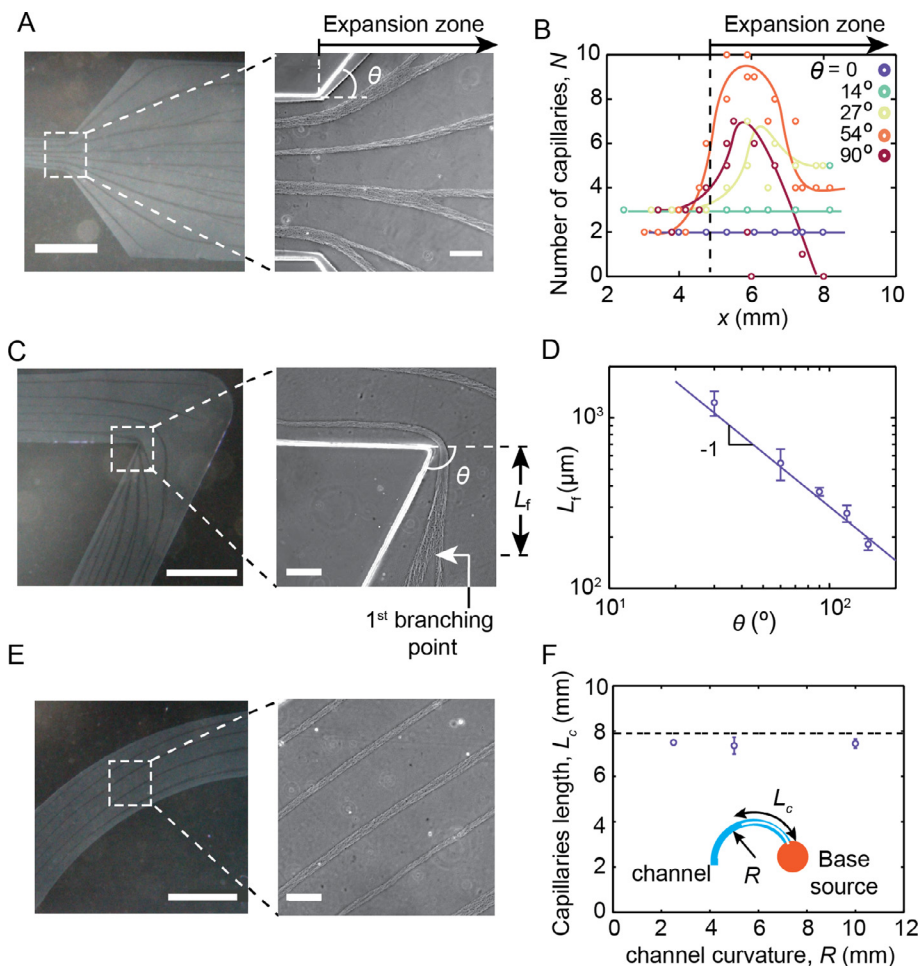 A
Expansion zone
θ
B
Expansion zone
Number of capillaries, N
10
8
6
4
2
0
θ = 0
14°
27°
54°
90°
2 4 6 8 10
x (mm)
C
θ
Lf
1st branching
point
D
Lf (μm)
10³
10²
-1
10¹ 10²
θ (°)
E
F
Capillaries length, Lc (mm)
10
8
6
4
2
0
Lc
channel
R
Base
source
0 2 4 6 8 10 12
channel curvature, R (mm)